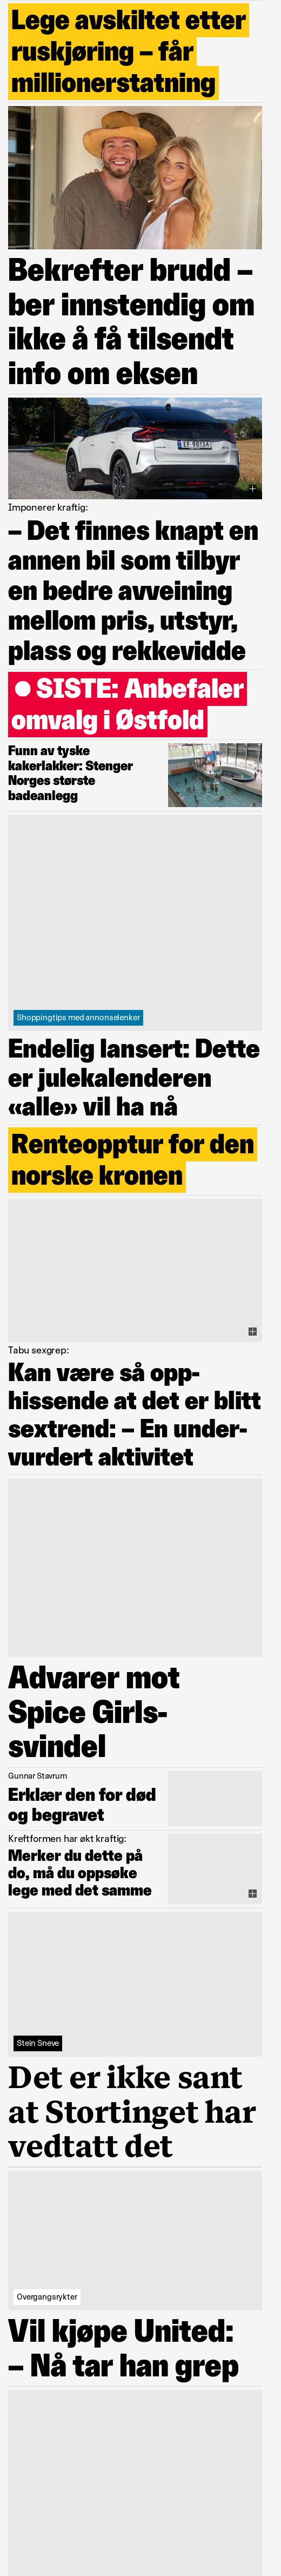 Lege avskiltet etter
ruskjøring – får
millionerstatning
Bekrefter brudd –
ber innstendig om
ikke å få tilsendt
info om eksen
Imponerer kraftig:
– Det finnes knapt en
annen bil som tilbyr
en bedre avveining
mellom pris, utstyr,
plass og rekkevidde
SISTE: Anbefaler
omvalg i Østfold
Funn av tyske
kakerlakker: Stenger
Norges største
badeanlegg
Shoppingtips med annonselenker
Endelig lansert: Dette
er julekalenderen
«alle» vil ha nå
Renteopptur for den
norske kronen
Tabu sexgrep:
Kan være så opp-
hissende at det er blitt
sextrend: – En under-
vurdert aktivitet
Advarer mot
Spice Girls-
svindel
Gunnar Stavrum
Erklær den for død
og begravet
Kreftformen har økt kraftig:
Merker du dette på
do, må du oppsøke
lege med det samme
Stein Sneve
Det er ikke sant
at Stortinget har
vedtatt det
Overgangsrykter
Vil kjøpe United:
– Nå tar han grep